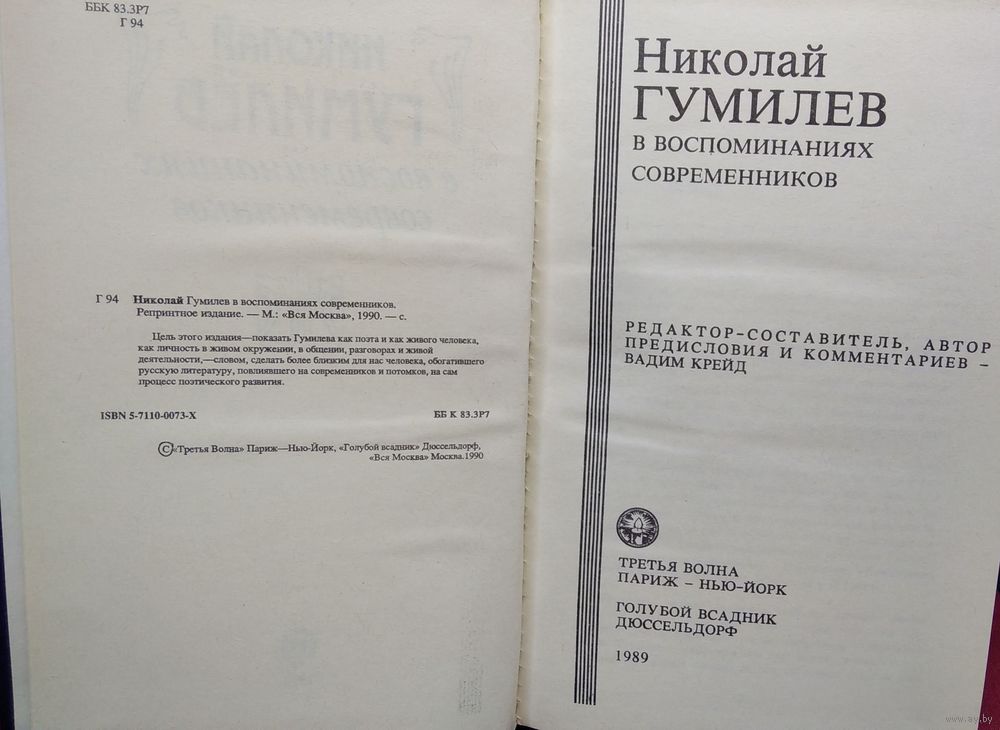 ББК 83.3Р7
Г 94
Г 94 Николай Гумилев в воспоминаниях современников.
Репринтное издание. — М.: «Вся Москва», 1990. — с.
Цель этого издания—показать Гумилева как поэта и как живого человека,
как личность в живом окружении, в общении, разговорах и живой
деятельности,—словом, сделать более близким для нас человека, обогатившего
русскую литературу, повлиявшего на современников и потомков, на сам
процесс поэтического развития.
ISBN 5-7110-0073-X ББ К 83.3Р7
©«Третья Волна» Париж—Нью-Йорк, «Голубой всадник» Дюссельдорф,
«Вся Москва» Москва.1990
Николай
ГУМИЛЕВ
В ВОСПОМИНАНИЯХ
СОВРЕМЕННИКОВ
РЕДАКТОР-СОСТАВИТЕЛЬ, АВТОР
ПРЕДИСЛОВИЯ И КОММЕНТАРИЕВ –
ВАДИМ КРЕЙД
ТРЕТЬЯ ВОЛНА
ПАРИЖ – НЬЮ-ЙОРК
ГОЛУБОЙ ВСАДНИК
ДЮССЕЛЬДОРФ
1989
www.ay.by